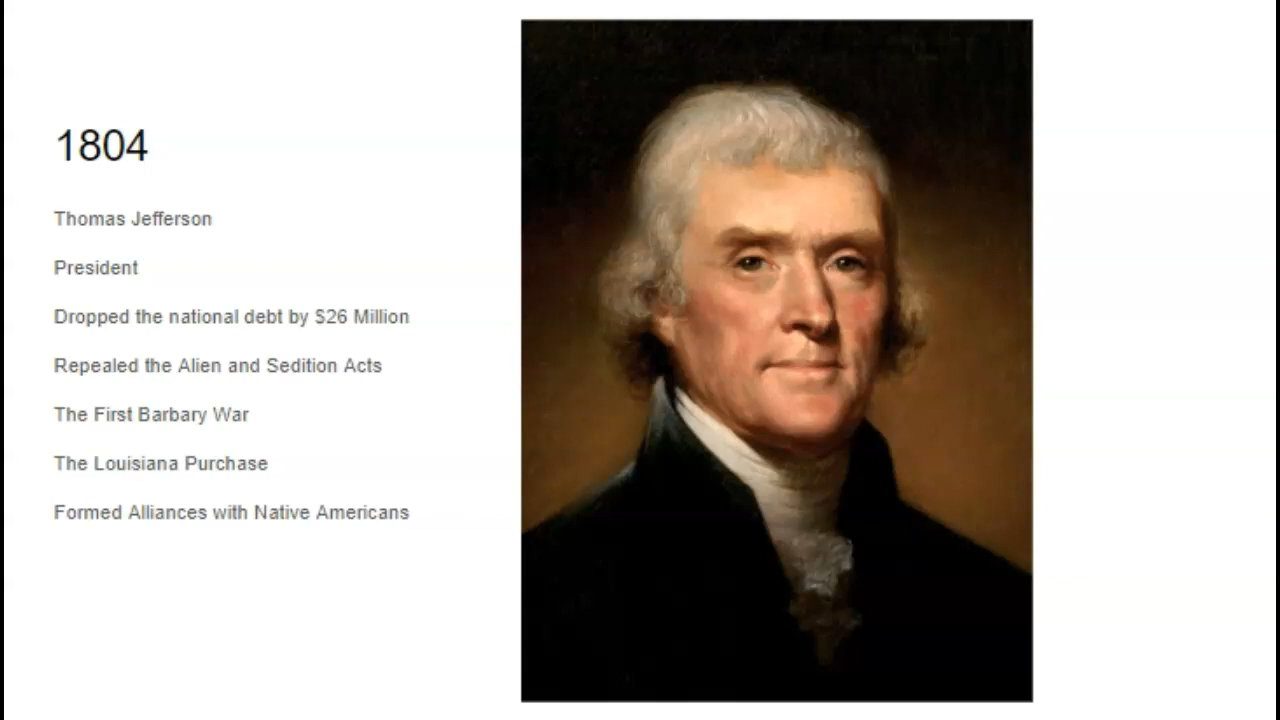 1804
Thomas Jefferson
President
Dropped the national debt by $26 Million
Repealed the Alien and Sedition Acts
The First Barbary War
The Louisiana Purchase
Formed Alliances with Native Americans